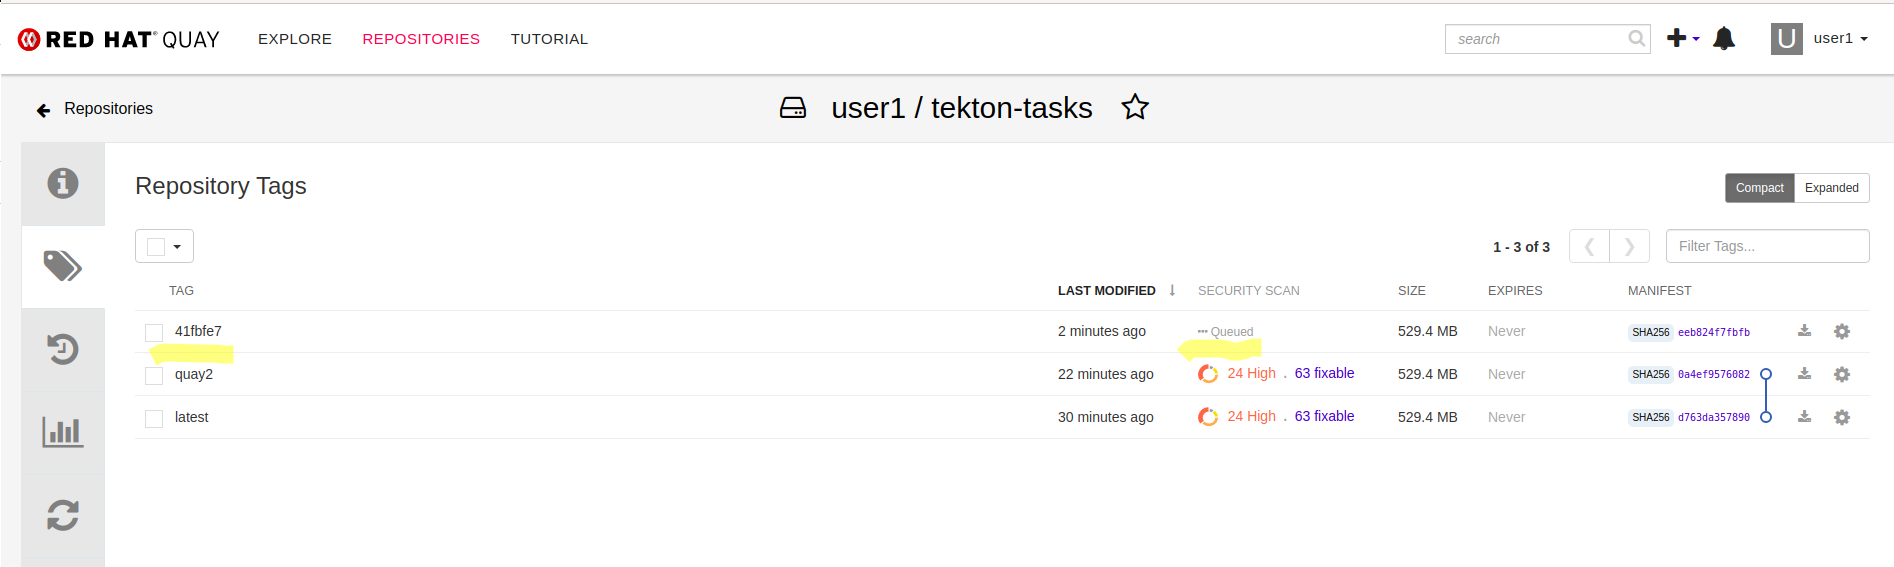 RED HAT® QUAY EXPLORE REPOSITORIES TUTORIAL search U user1
Repositories user1 / tekton-tasks
Repository Tags Compact Expanded
1 - 3 of 3 Filter Tags...
TAG LAST MODIFIED SECURITY SCAN SIZE EXPIRES MANIFEST
41fbfe7 2 minutes ago Queued 529.4 MB Never SHA256 eeb824f7fbfb
quay2 22 minutes ago 24 High . 63 fixable 529.4 MB Never SHA256 0a4ef9576082
latest 30 minutes ago 24 High . 63 fixable 529.4 MB Never SHA256 d763da357890